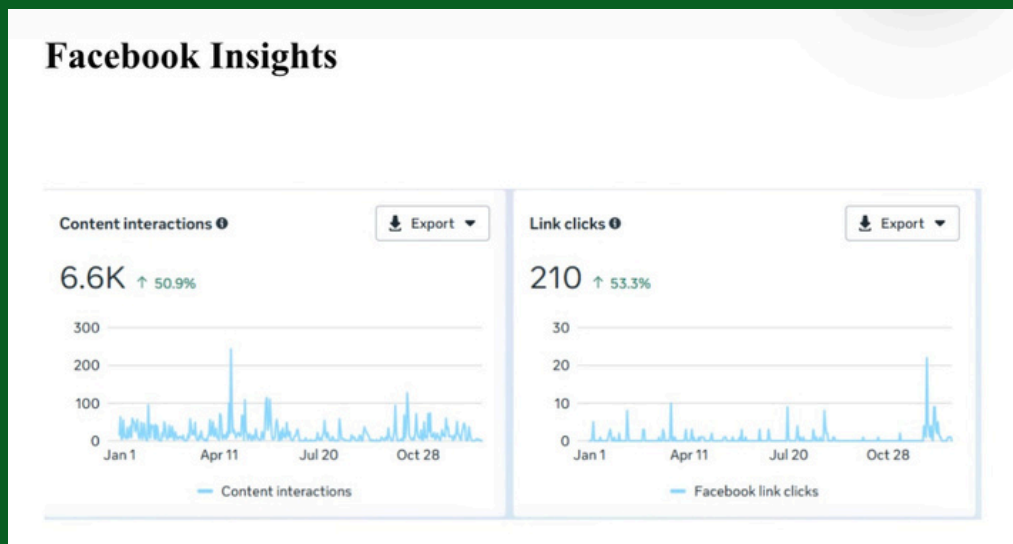 Facebook Insights
Content interactions
Export
6.6K ↑ 50.9%
300
200
100
0
Jan 1 Apr 11 Jul 20 Oct 28
Content interactions
Link clicks
Export
210 ↑ 53.3%
30
20
10
0
Jan 1 Apr 11 Jul 20 Oct 28
Facebook link clicks